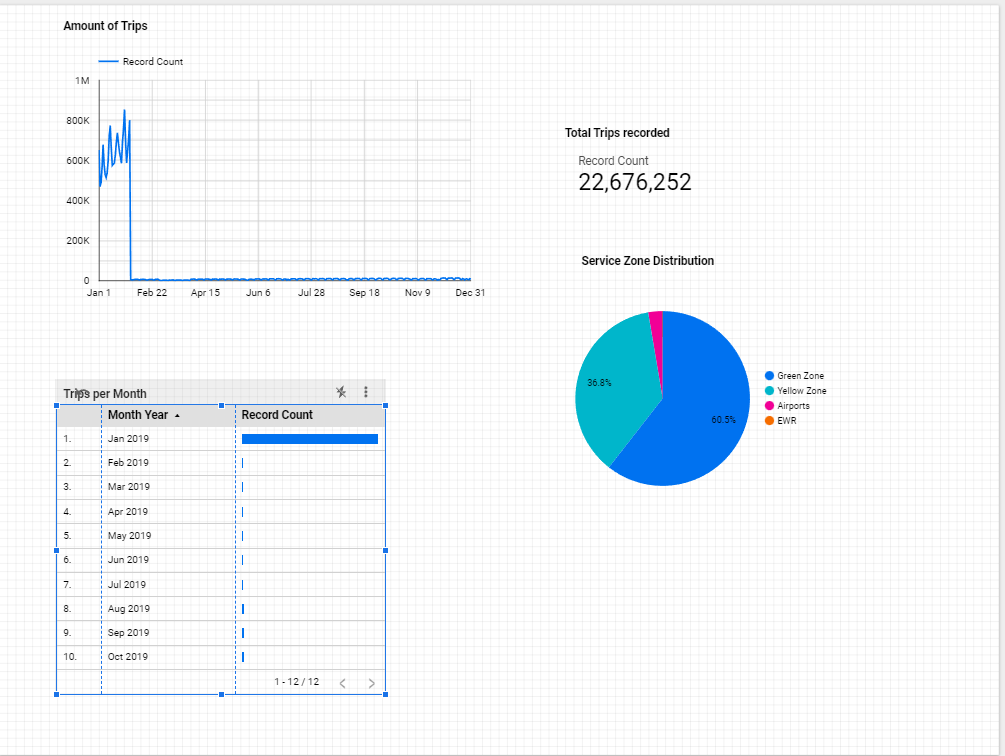 Amount of Trips
Record Count
1M
800K
600K
400K
200K
0
Jan 1 Feb 22 Apr 15 Jun 6 Jul 28 Sep 18 Nov 9 Dec 31
Total Trips recorded
Record Count
22,676,252
Service Zone Distribution
36.8%
60.5%
Green Zone
Yellow Zone
Airports
EWR
Trips per Month
Month Year Record Count
1. Jan 2019
2. Feb 2019
3. Mar 2019
4. Apr 2019
5. May 2019
6. Jun 2019
7. Jul 2019
8. Aug 2019
9. Sep 2019
10. Oct 2019
1 - 12 / 12